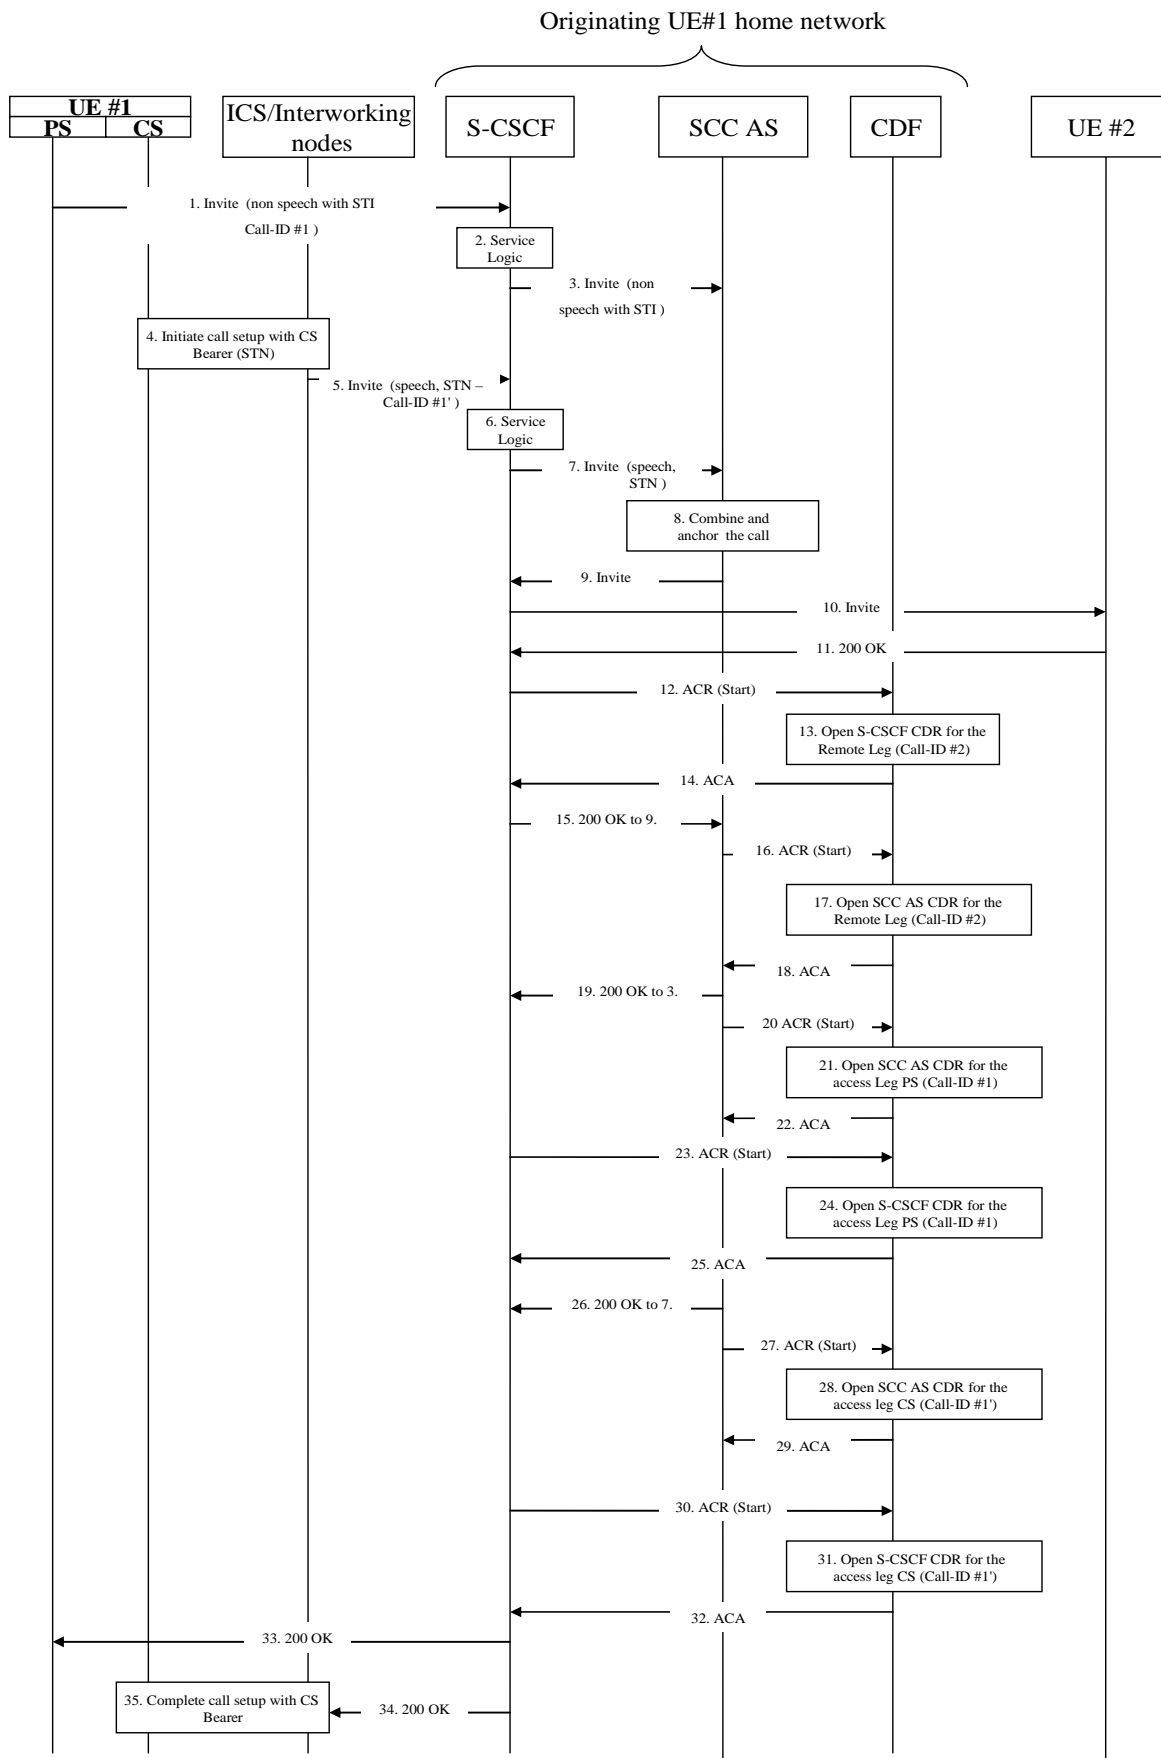 Originating UE#1 home network
UE #1
PS
CS
ICS/Interworking
nodes
S-CSCF
SCC AS
CDF
UE #2
1. Invite (non speech with STI
Call-ID #1 )
2. Service
Logic
3. Invite (non
speech with STI )
4. Initiate call setup with CS
Bearer (STN)
5. Invite (speech, STN –
Call-ID #1' )
6. Service
Logic
7. Invite (speech,
STN )
8. Combine and
anchor the call
9. Invite
10. Invite
11. 200 OK
12. ACR (Start)
13. Open S-CSCF CDR for the
Remote Leg (Call-ID #2)
14. ACA
15. 200 OK to 9.
16. ACR (Start)
17. Open SCC AS CDR for the
Remote Leg (Call-ID #2)
18. ACA
19. 200 OK to 3.
20 ACR (Start)
21. Open SCC AS CDR for the
access Leg PS (Call-ID #1)
22. ACA
23. ACR (Start)
24. Open S-CSCF CDR for the
access Leg PS (Call-ID #1)
25. ACA
26. 200 OK to 7.
27. ACR (Start)
28. Open SCC AS CDR for the
access leg CS (Call-ID #1')
29. ACA
30. ACR (Start)
31. Open S-CSCF CDR for the
access leg CS (Call-ID #1')
32. ACA
33. 200 OK
34. 200 OK
35. Complete call setup with CS
Bearer